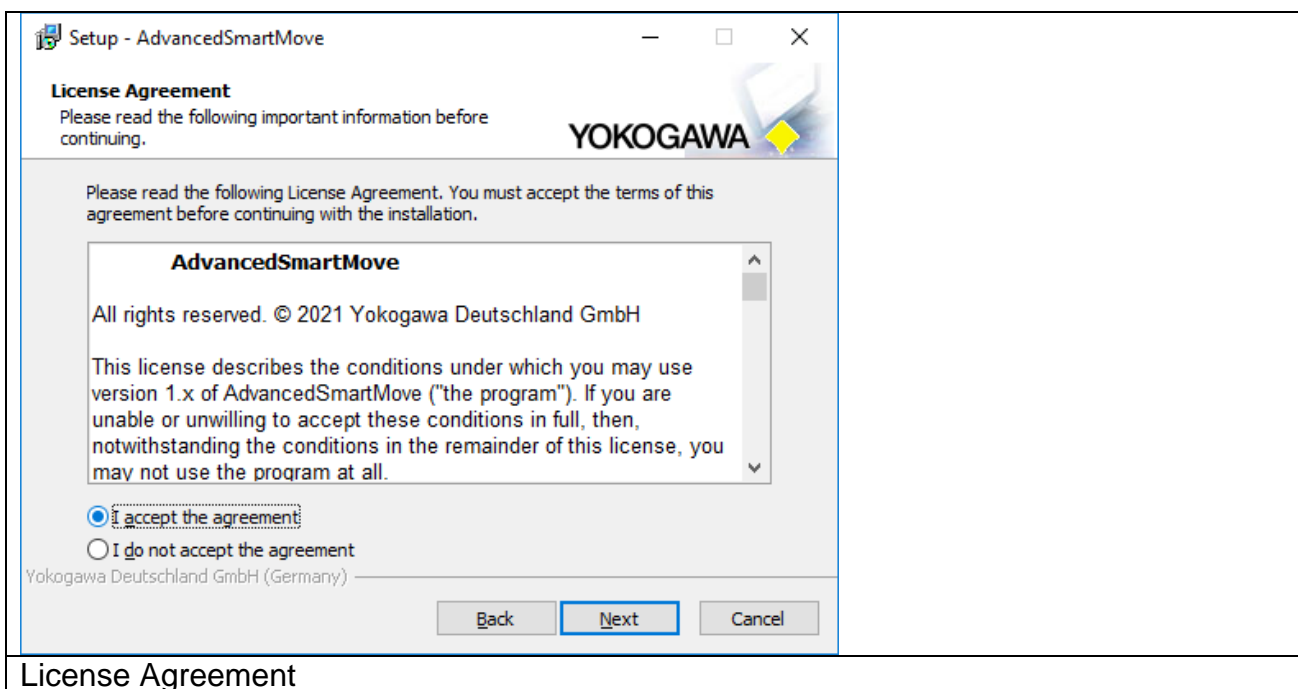 Setup - AdvancedSmartMove
License Agreement
Please read the following important information before
continuing.
YOKOGAWA
Please read the following License Agreement. You must accept the terms of this
agreement before continuing with the installation.
AdvancedSmartMove
All rights reserved. © 2021 Yokogawa Deutschland GmbH
This license describes the conditions under which you may use
version 1.x of AdvancedSmartMove ("the program"). If you are
unable or unwilling to accept these conditions in full, then,
notwithstanding the conditions in the remainder of this license, you
may not use the program at all.
I accept the agreement
I do not accept the agreement
Yokogawa Deutschland GmbH (Germany)
Back Next Cancel
License Agreement